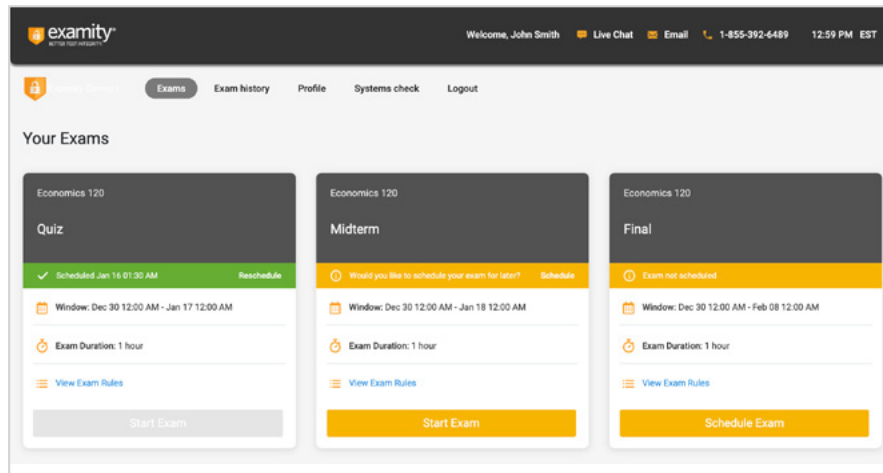 examity
BETTER TEST INTEGRITY
Welcome, John Smith Live Chat Email 1-855-392-6489 12:59 PM EST
Exams Exam history Profile Systems check Logout
Your Exams
Economics 120
Quiz
Scheduled Jan 16 01:30 AM Reschedule
Window: Dec 30 12:00 AM - Jan 17 12:00 AM
Exam Duration: 1 hour
View Exam Rules
Start Exam
Economics 120
Midterm
Would you like to schedule your exam for later? Schedule
Window: Dec 30 12:00 AM - Jan 18 12:00 AM
Exam Duration: 1 hour
View Exam Rules
Start Exam
Economics 120
Final
Exam not scheduled
Window: Dec 30 12:00 AM - Feb 08 12:00 AM
Exam Duration: 1 hour
View Exam Rules
Schedule Exam